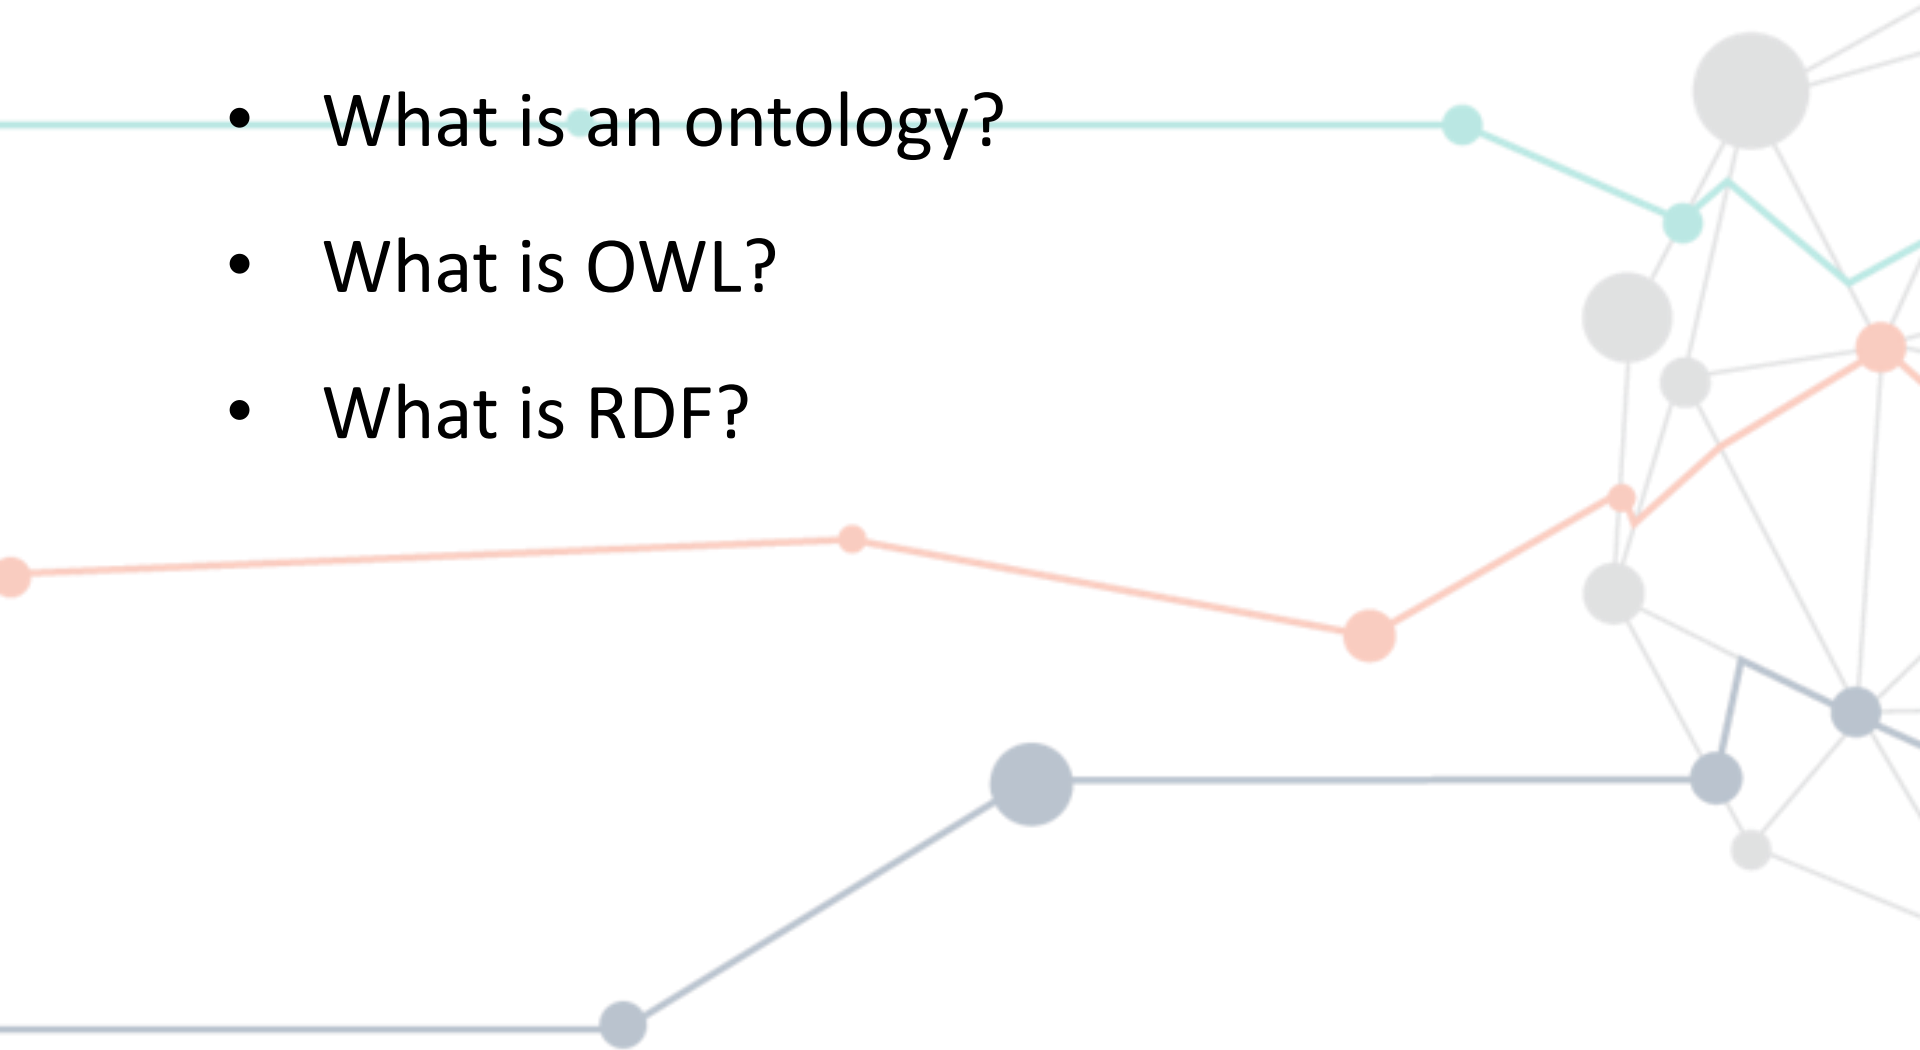 • What is an ontology?
• What is OWL?
• What is RDF?